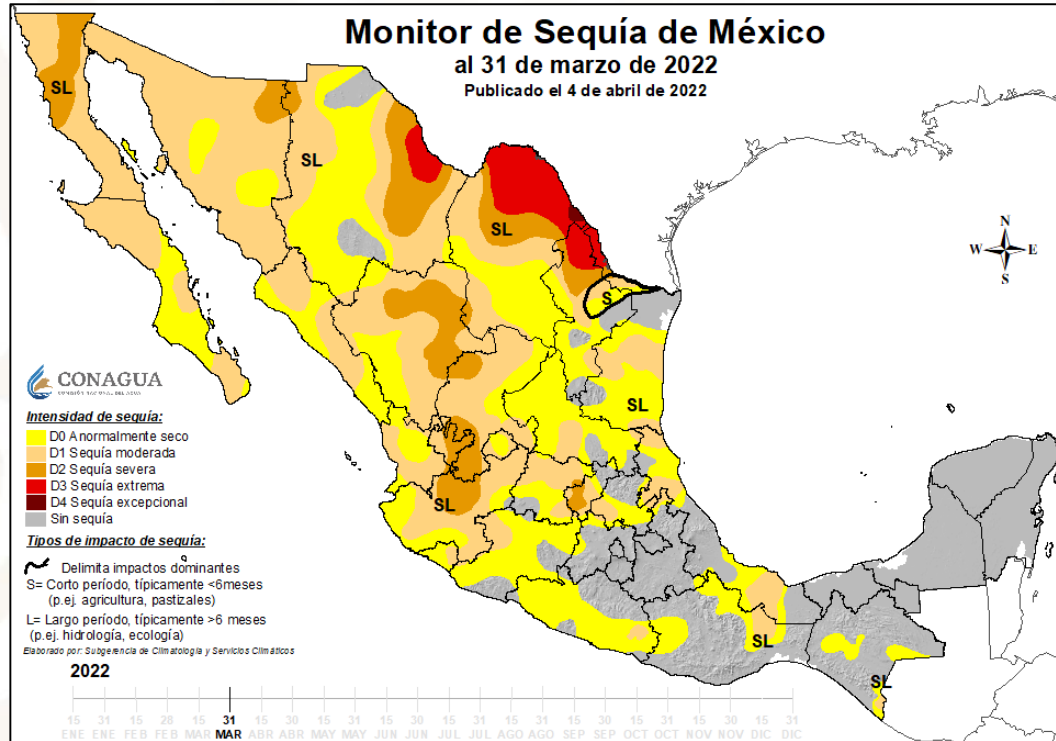 Monitor de Sequía de México
al 31 de marzo de 2022
Publicado el 4 de abril de 2022
SL
SL
SL
N
W E
S
S
CONAGUA
COMISIÓN NACIONAL DEL AGUA
SL
Intensidad de sequía:
D0 Anormalmente seco
D1 Sequía moderada
D2 Sequía severa
D3 Sequía extrema
D4 Sequía excepcional
Sin sequía
SL
Tipos de impacto de sequía:
Delimita impactos dominantes
S= Corto período, típicamente <6meses
(p.ej. agricultura, pastizales)
L= Largo período, típicamente >6 meses
(p.ej. hidrología, ecología)
Elaborado por: Subgerencia de Climatología y Servicios Climáticos
SL
SL
2022
15 31 15 28 15 31 15 30 15 31 15 30 15 31 15 31 15 30 15 31 15 30 15 31
ENE ENE FEB FEB MAR MAR ABR ABR MAY MAY JUN JUN JUL JUL AGO AGO SEP SEP OCT OCT NOV NOV DIC DIC